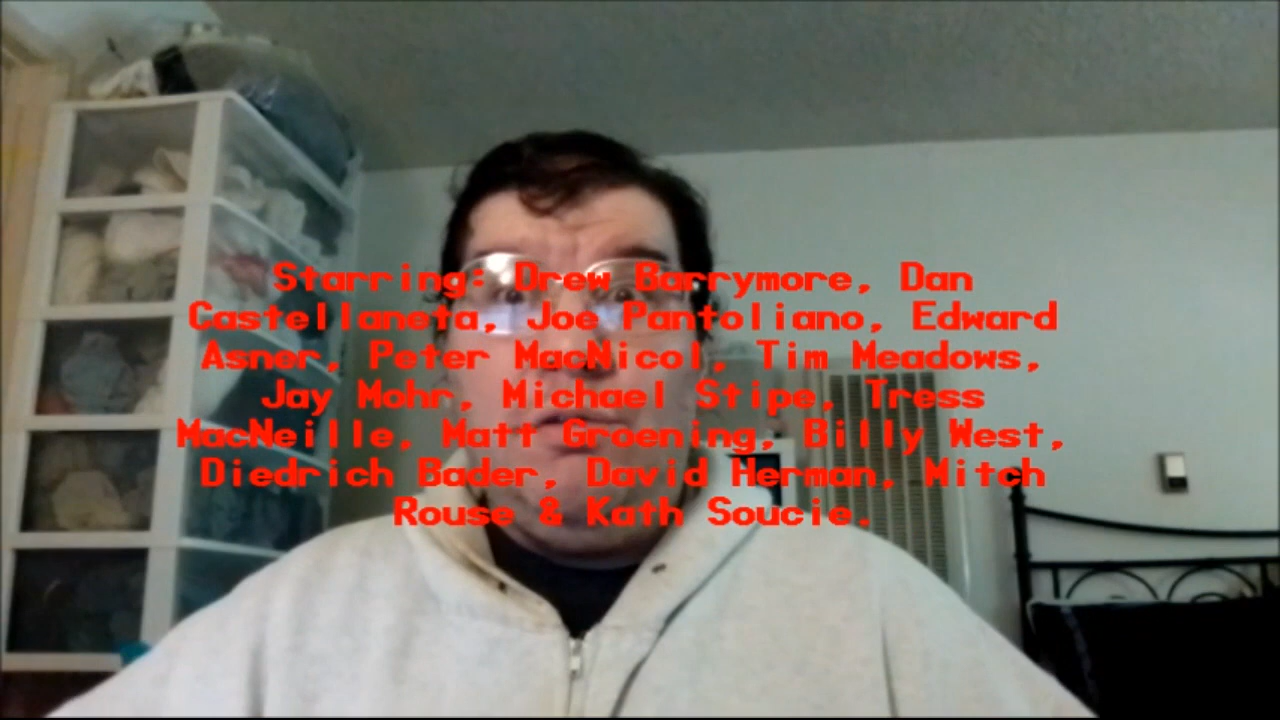 Starring: Drew Barrymore, Dan
Castellaneta, Joe Pantoliano, Edward
Asner, Peter MacNicol, Tim Meadows,
Jay Mohr, Michael Stipe, Tress
MacNeille, Matt Groening, Billy West,
Diedrich Bader, David Herman, Mitch
Rouse & Kath Soucie.